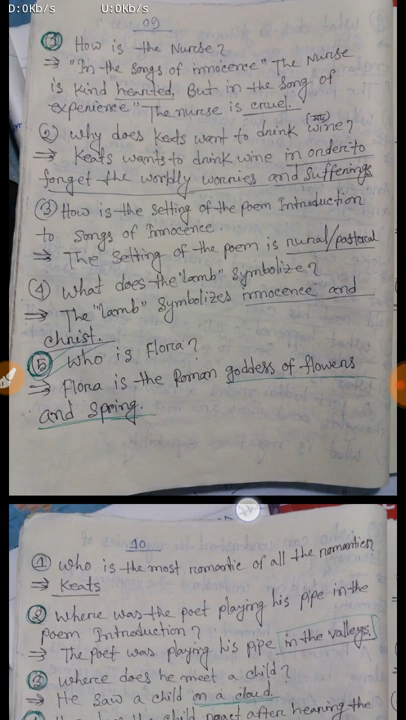 D:0Kb/s U:0Kb/s
09
① How is the Nurse?
⇒ "In the songs of innocence" The Nurse
is kind hearted. But in the song of
experience" The nurse is cruel.
② why does Keats want to drink wine?
⇒ Keats wants to drink wine in order to
forget the worldly worries and sufferings
③ How is the setting of the poem Introduction
to Songs of Innocence.
⇒ The setting of the poem is rural/pastoral
④ What does the "lamb" symbolize?
⇒ The "lamb" symbolizes innocence and
christ.
⑤ Who is Flora?
⇒ Flora is the Roman goddess of flowers
and spring.
10
① who is the most romantic of all the romantics
⇒ Keats
② where was the poet playing his pipe in the
poem Introduction?
⇒ The poet was playing his pipe in the valleys.
③ where does he meet a child?
⇒ He saw a child on a cloud.
the child react after hearing the